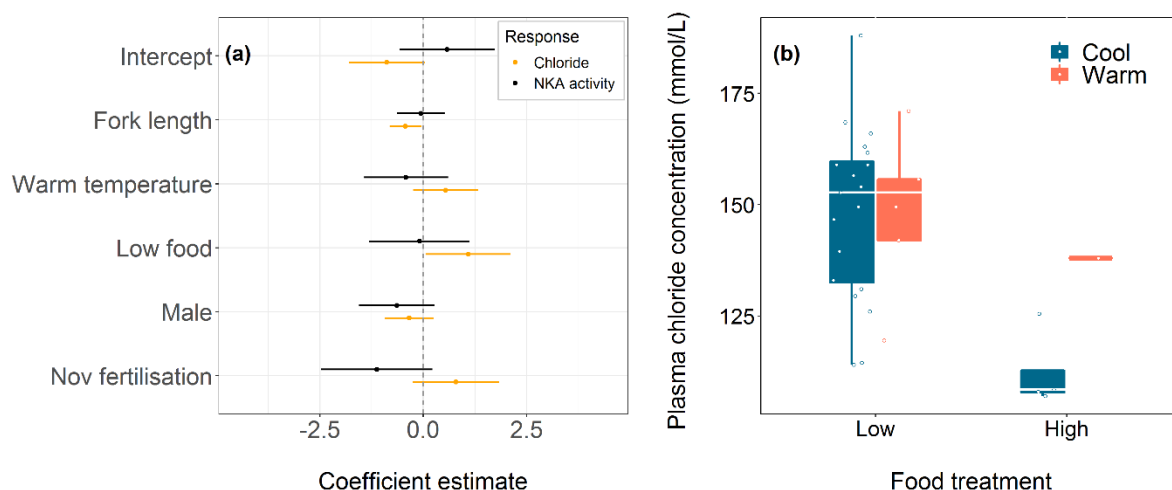 (a)
Response
Chloride
NKA activity
Intercept
Fork length
Warm temperature
Low food
Male
Nov fertilisation
-2.5
0.0
2.5
Coefficient estimate
(b)
Cool
Warm
Plasma chloride concentration (mmol/L)
175
150
125
Low
High
Food treatment